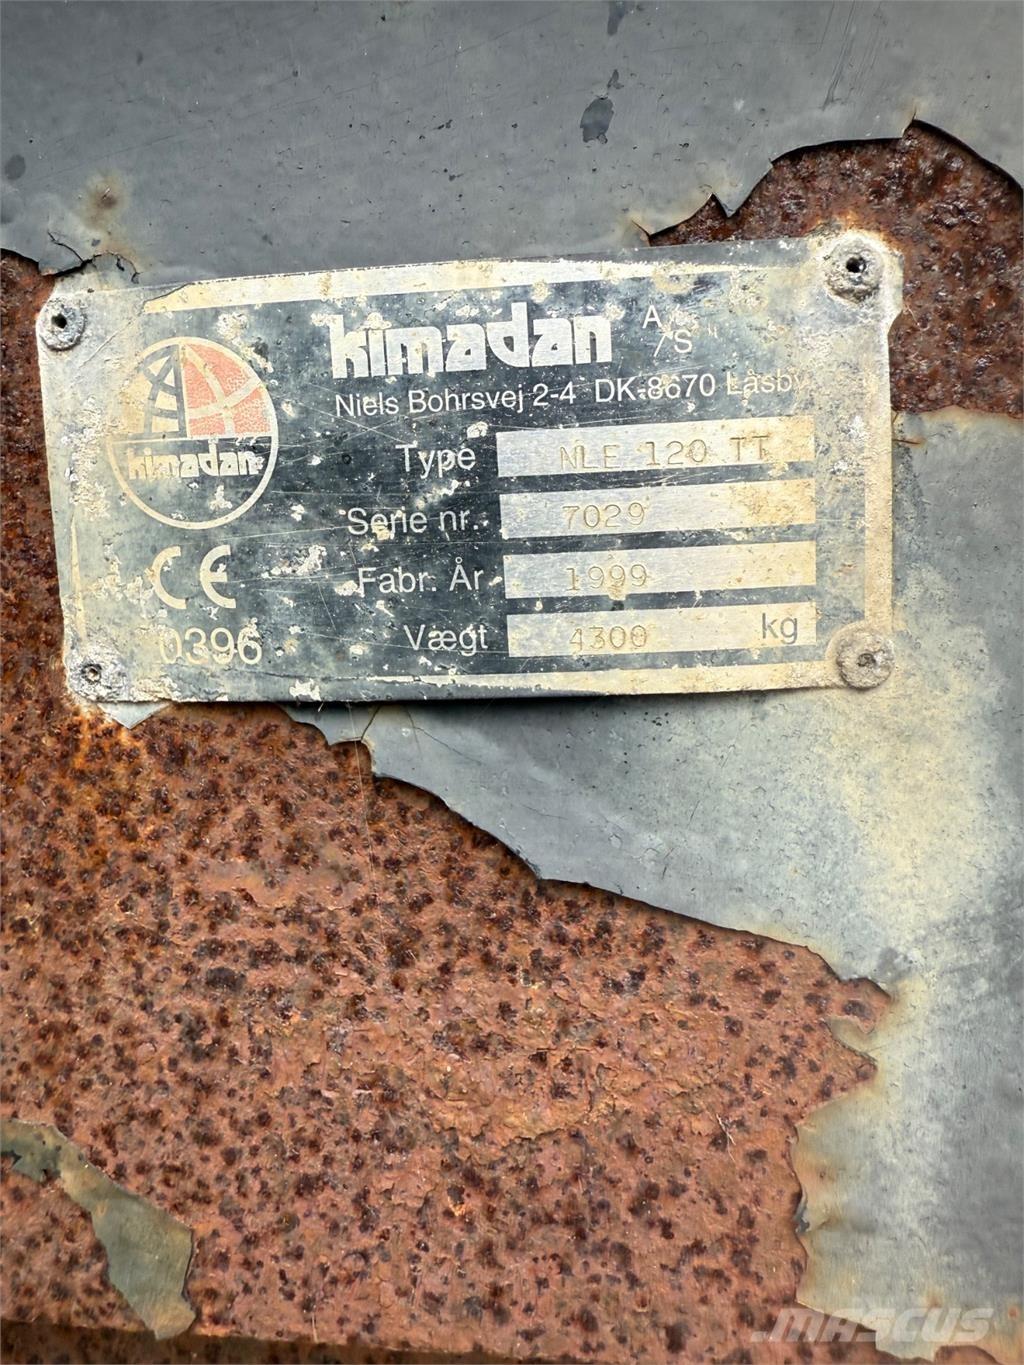 kimadan A/S
Niels Bohrsvej 2-4 DK-8670 Låsby
kimadan
Type NLE 120 TT
Serie nr. 7029
Fabr. År 1999
Vægt 4300 kg
CE
0396
MASCUS